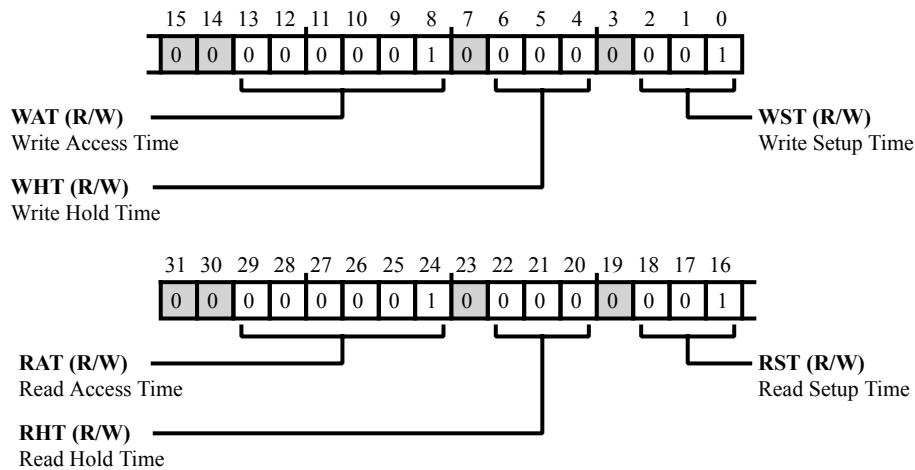 15 14 13 12 11 10 9 8 7 6 5 4 3 2 1 0
0 0 0 0 0 0 0 1 0 0 0 0 0 0 0 1
WAT (R/W)
Write Access Time
WST (R/W)
Write Setup Time
WHT (R/W)
Write Hold Time
31 30 29 28 27 26 25 24 23 22 21 20 19 18 17 16
0 0 0 0 0 0 0 1 0 0 0 0 0 0 0 1
RAT (R/W)
Read Access Time
RST (R/W)
Read Setup Time
RHT (R/W)
Read Hold Time